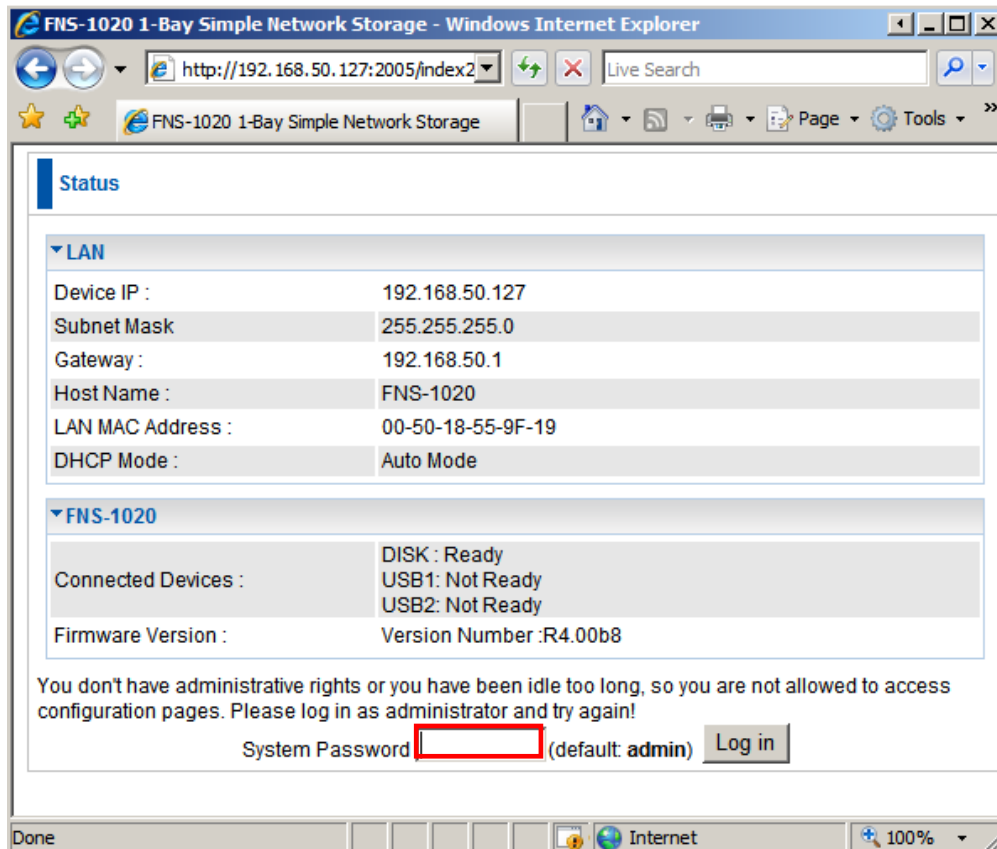 FNS-1020 1-Bay Simple Network Storage - Windows Internet Explorer
http://192.168.50.127:2005/index2
Live Search
FNS-1020 1-Bay Simple Network Storage
Page
Tools
»
Status
LAN
Device IP : 192.168.50.127
Subnet Mask 255.255.255.0
Gateway : 192.168.50.1
Host Name : FNS-1020
LAN MAC Address : 00-50-18-55-9F-19
DHCP Mode : Auto Mode
FNS-1020
Connected Devices :
DISK : Ready
USB1: Not Ready
USB2: Not Ready
Firmware Version : Version Number :R4.00b8
You don't have administrative rights or you have been idle too long, so you are not allowed to access
configuration pages. Please log in as administrator and try again!
System Password (default: admin) Log in
Done Internet 100%